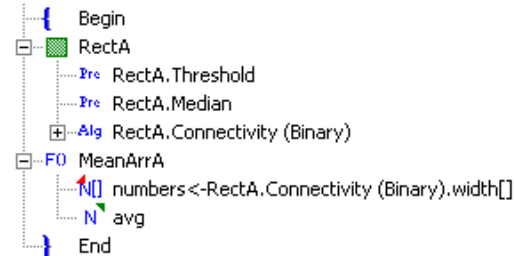 { Begin
RectA
Pre RectA.Threshold
Pre RectA.Median
Alg RectA.Connectivity (Binary)
F() MeanArrA
N[] numbers<-RectA.Connectivity (Binary).width[]
N avg
} End